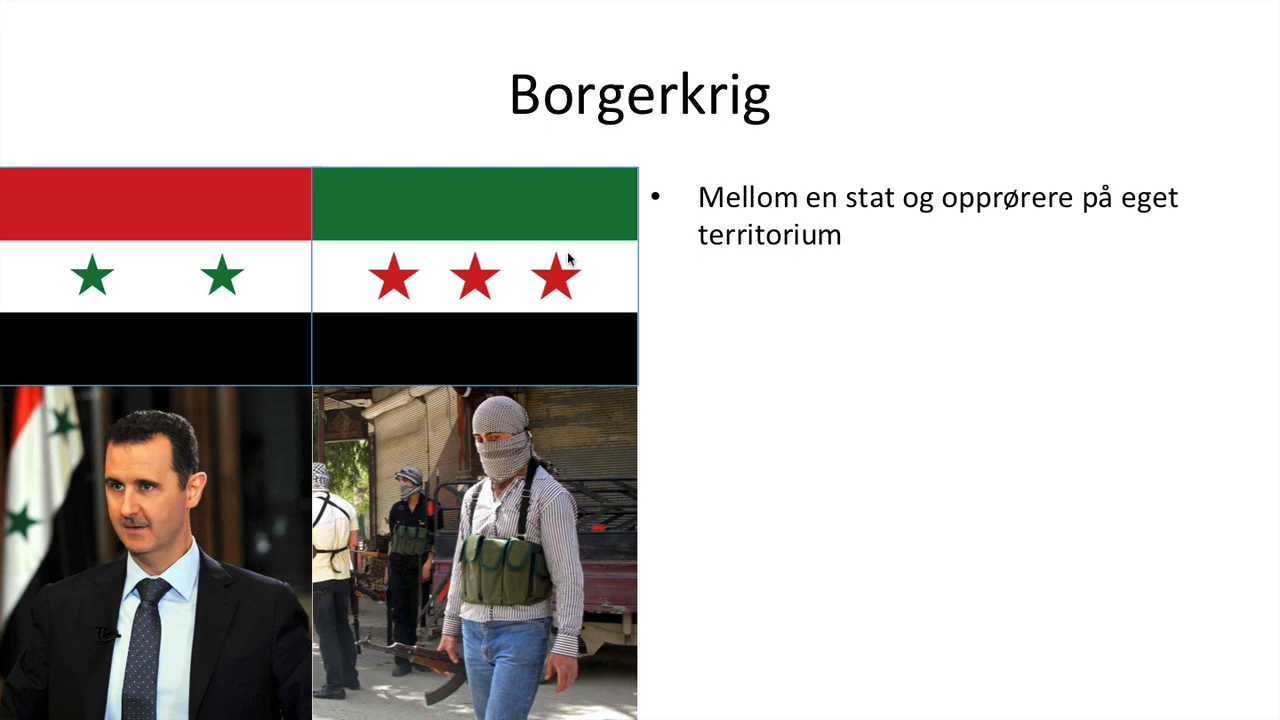 Borgerkrig
• Mellom en stat og opprørere på eget
territorium